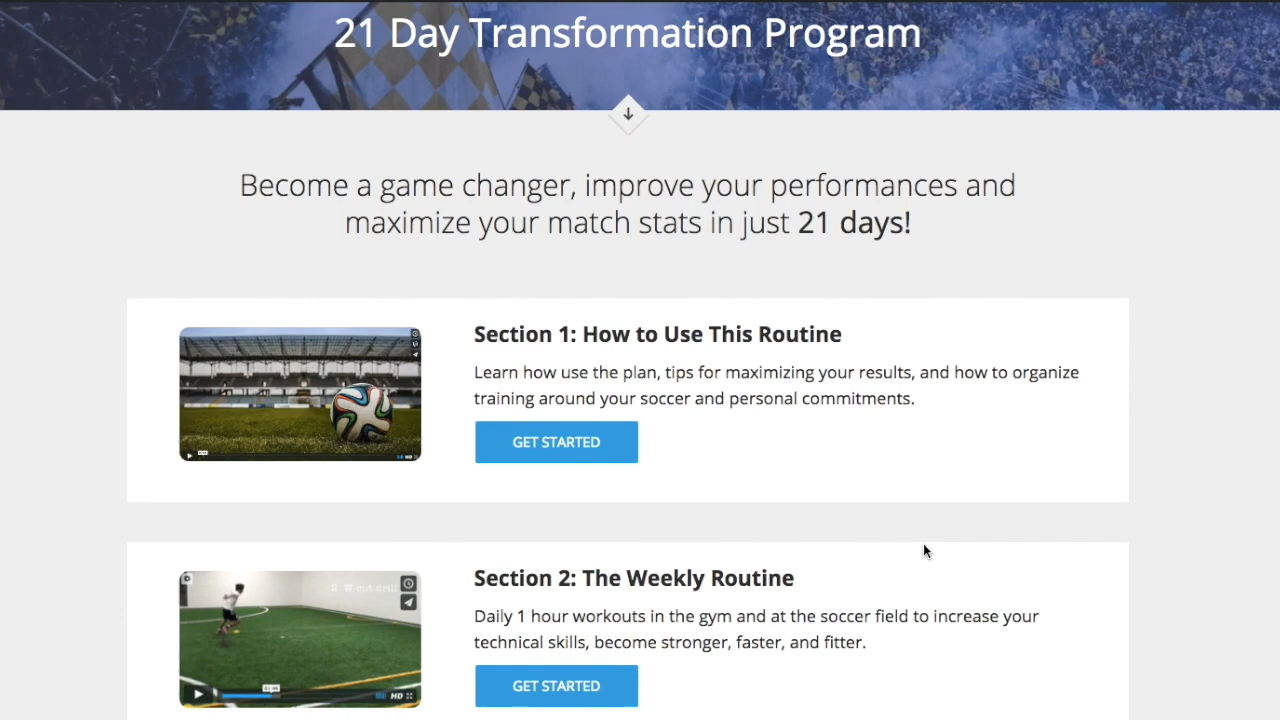 21 Day Transformation Program
Become a game changer, improve your performances and
maximize your match stats in just 21 days!
Section 1: How to Use This Routine
Learn how use the plan, tips for maximizing your results, and how to organize
training around your soccer and personal commitments.
GET STARTED
HD
Section 2: The Weekly Routine
Daily 1 hour workouts in the gym and at the soccer field to increase your
technical skills, become stronger, faster, and fitter.
HD
GET STARTED